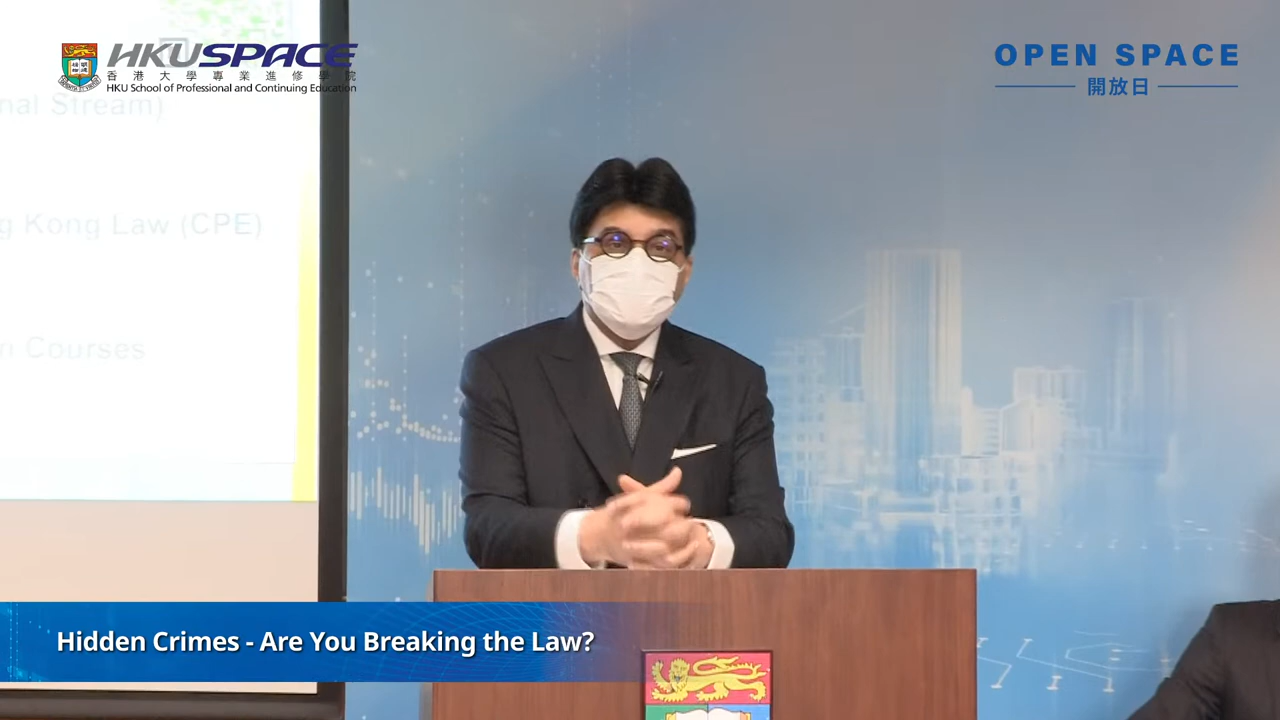 HKUSPACE
香港大學專業進修學院
HKU School of Professional and Continuing Education
OPEN SPACE
開放日
nal Stream)
g Kong Law (CPE)
n Courses
Hidden Crimes - Are You Breaking the Law?